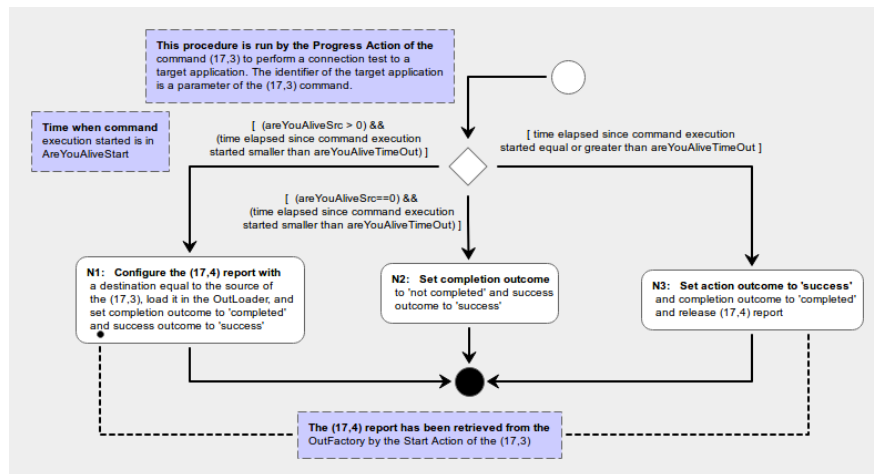 This procedure is run by the Progress Action of the
command (17,3) to perform a connection test to a
target application. The identifier of the target application
is a parameter of the (17,3) command.
Time when command
execution started is in
AreYouAliveStart
[ (areYouAliveSrc > 0) &&
(time elapsed since command execution
started smaller than areYouAliveTimeOut) ]
[ time elapsed since command execution
started equal or greater than areYouAliveTimeOut ]
[ (areYouAliveSrc==0) &&
(time elapsed since command execution
started smaller than areYouAliveTimeOut) ]
N1: Configure the (17,4) report with
a destination equal to the source of
the (17,3), load it in the OutLoader, and
set completion outcome to 'completed'
and success outcome to 'success'
N2: Set completion outcome
to 'not completed' and success
outcome to 'success'
N3: Set action outcome to 'success'
and completion outcome to 'completed'
and release (17,4) report
The (17,4) report has been retrieved from the
OutFactory by the Start Action of the (17,3)